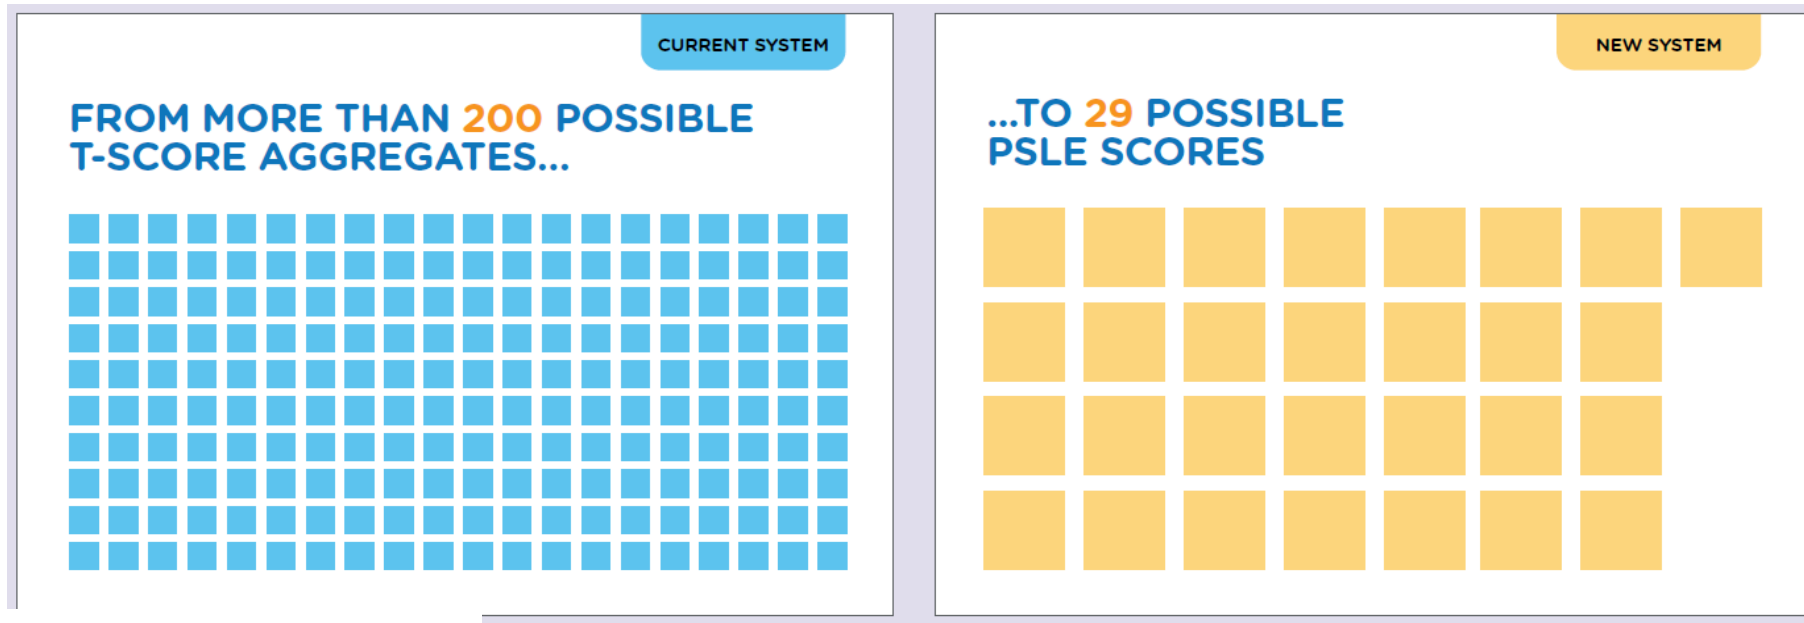 CURRENT SYSTEM
FROM MORE THAN 200 POSSIBLE
T-SCORE AGGREGATES...
NEW SYSTEM
...TO 29 POSSIBLE
PSLE SCORES